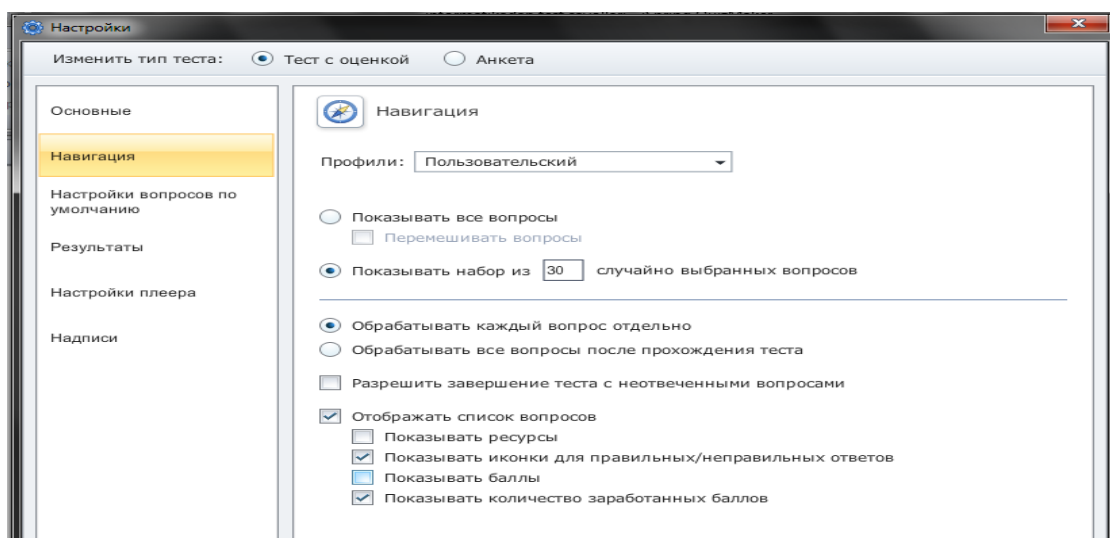 Настройки
Изменить тип теста: Тест с оценкой Анкета
Основные
Навигация
Настройки вопросов по
умолчанию
Результаты
Настройки плеера
Надписи
Навигация
Профили: Пользовательский
Показывать все вопросы
Перемешивать вопросы
Показывать набор из 30 случайно выбранных вопросов
Обрабатывать каждый вопрос отдельно
Обрабатывать все вопросы после прохождения теста
Разрешить завершение теста с неотвеченными вопросами
Отображать список вопросов
Показывать ресурсы
Показывать иконки для правильных/неправильных ответов
Показывать баллы
Показывать количество заработанных баллов